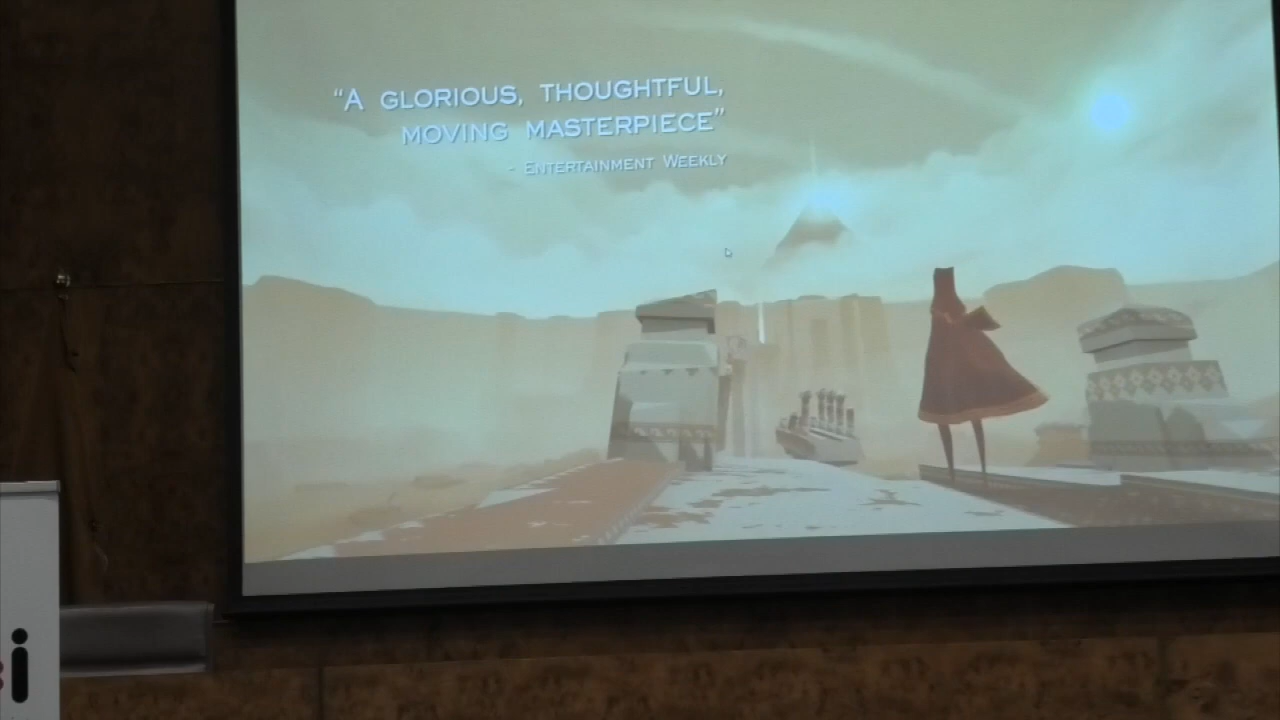 “A GLORIOUS, THOUGHTFUL,
MOVING MASTERPIECE”
- ENTERTAINMENT WEEKLY
i